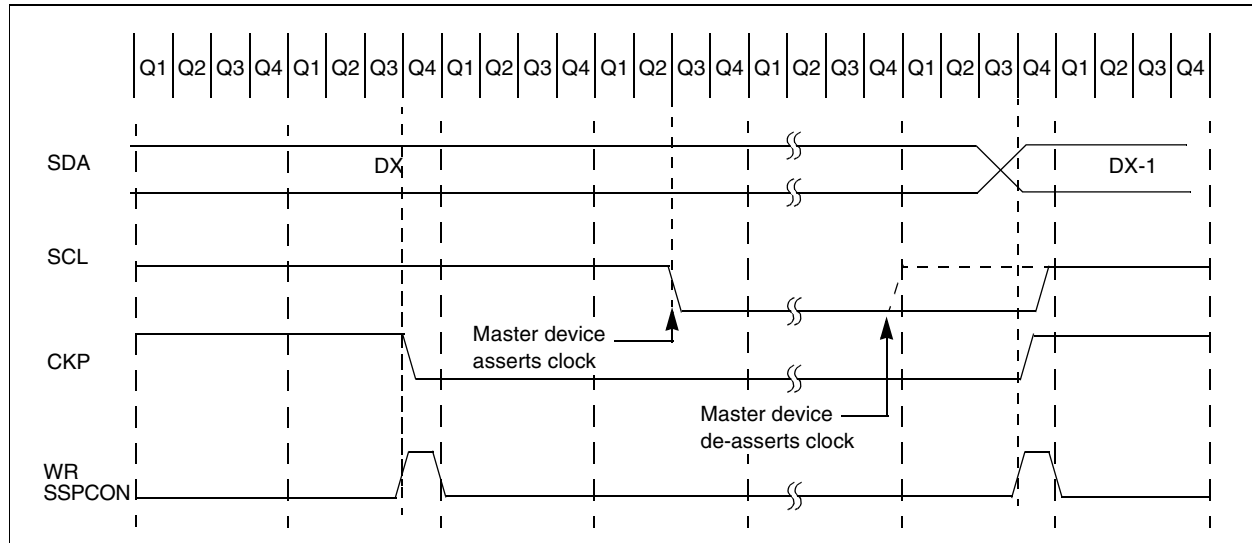 Q1 Q2 Q3 Q4 Q1 Q2 Q3 Q4 Q1 Q2 Q3 Q4 Q1 Q2 Q3 Q4 Q1 Q2 Q3 Q4 Q1 Q2 Q3 Q4 Q1 Q2 Q3 Q4
SDA
DX
DX-1
SCL
Master device
asserts clock
CKP
Master device
de-asserts clock
WR
SSPCON